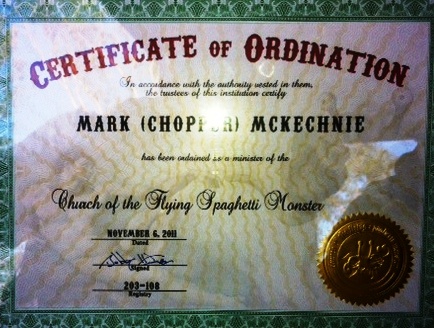 CERTIFICATE OF ORDINATION
In accordance with the authority vested in them,
the trustees of this institution certify
MARK (CHOPPER) MCKECHNIE
has been ordained as a minister of the
Church of the Flying Spaghetti Monster
NOVEMBER 6, 2011
Dated
Signed
203-108
Registry